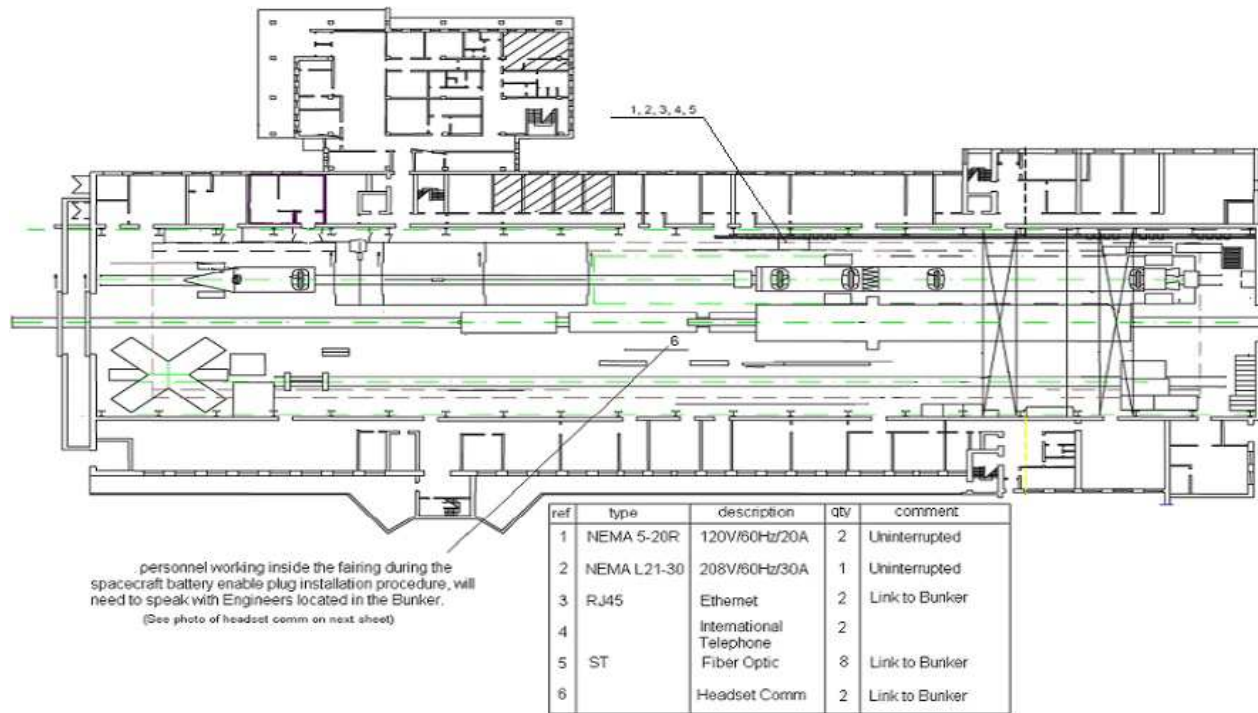 1, 2, 3, 4, 5
6
personnel working inside the fairing during the
spacecraft battery enable plug installation procedure, will
need to speak with Engineers located in the Bunker.
(See photo of headset comm on next sheet)
ref type description qty comment
1 NEMA 5-20R 120V/60Hz/20A 2 Uninterrupted
2 NEMA L21-30 208V/60Hz/30A 1 Uninterrupted
3 RJ45 Ethernet 2 Link to Bunker
4 International Telephone 2
5 ST Fiber Optic 8 Link to Bunker
6 Headset Comm 2 Link to Bunker